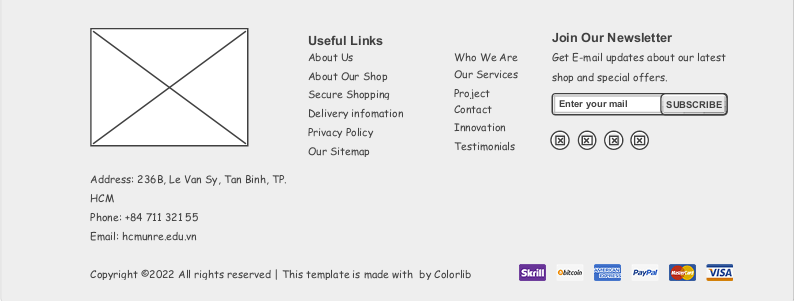 Useful Links
About Us
About Our Shop
Secure Shopping
Delivery infomation
Privacy Policy
Our Sitemap
Who We Are
Our Services
Project
Contact
Innovation
Testimonials
Join Our Newsletter
Get E-mail updates about our latest
shop and special offers.
Enter your mail SUBSCRIBE
Address: 236B, Le Van Sy, Tan Binh, TP.
HCM
Phone: +84 711 321 55
Email: hcmunre.edu.vn
Copyright ©2022 All rights reserved | This template is made with by Colorlib
Skrill bitcoin AMERICAN EXPRESS PayPal MasterCard VISA